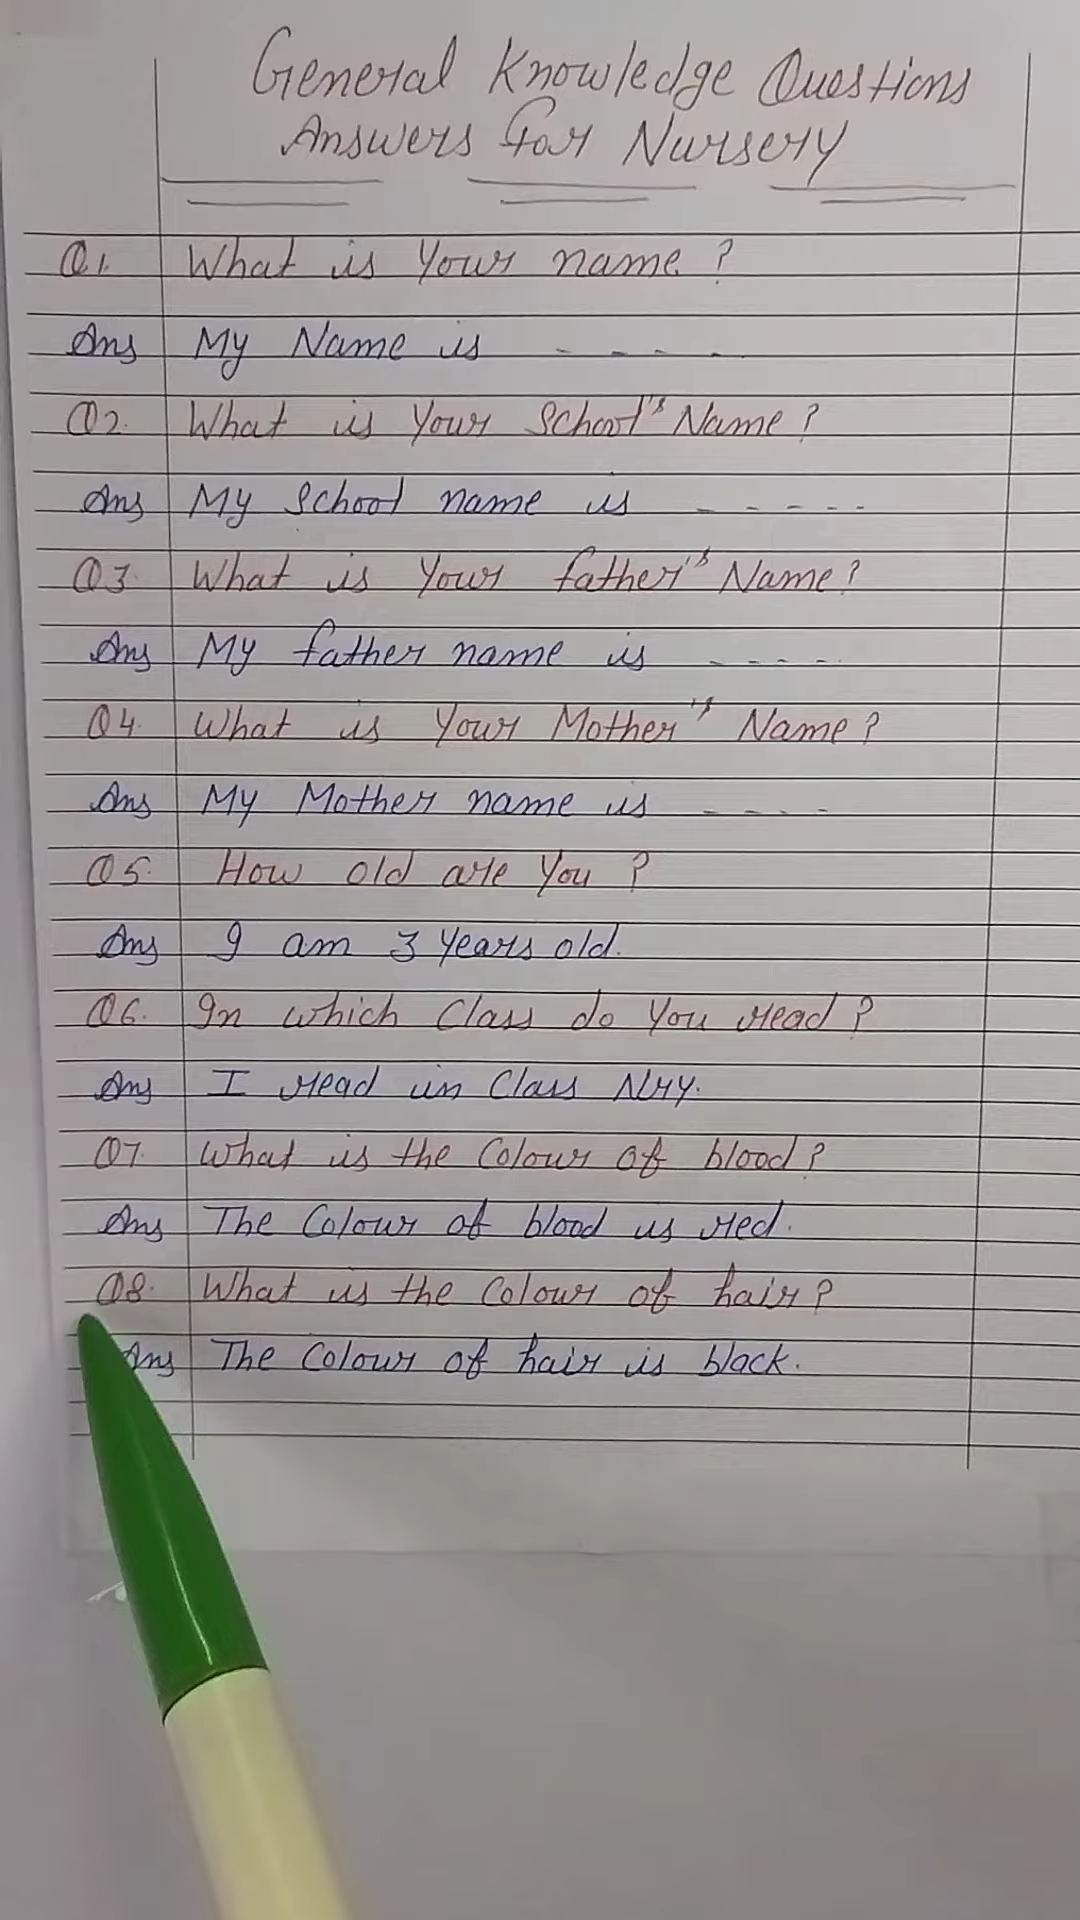 General Knowledge Questions
Answers for Nursery
Q1. What is Your name ?
Ans My Name is - - - -
Q2. What is Your School's Name ?
Ans My School name is - - - - -
Q3. What is Your father's Name ?
Ans My father name is - - - - -
Q4. What is Your Mother's Name ?
Ans My Mother name is - - - -
Q5. How old are You ?
Ans I am 3 Years old.
Q6. In which Class do You read ?
Ans I read in Class Nry.
Q7. What is the Colour of blood ?
Ans The Colour of blood is red.
Q8. What is the Colour of hair ?
Ans The Colour of hair is black.